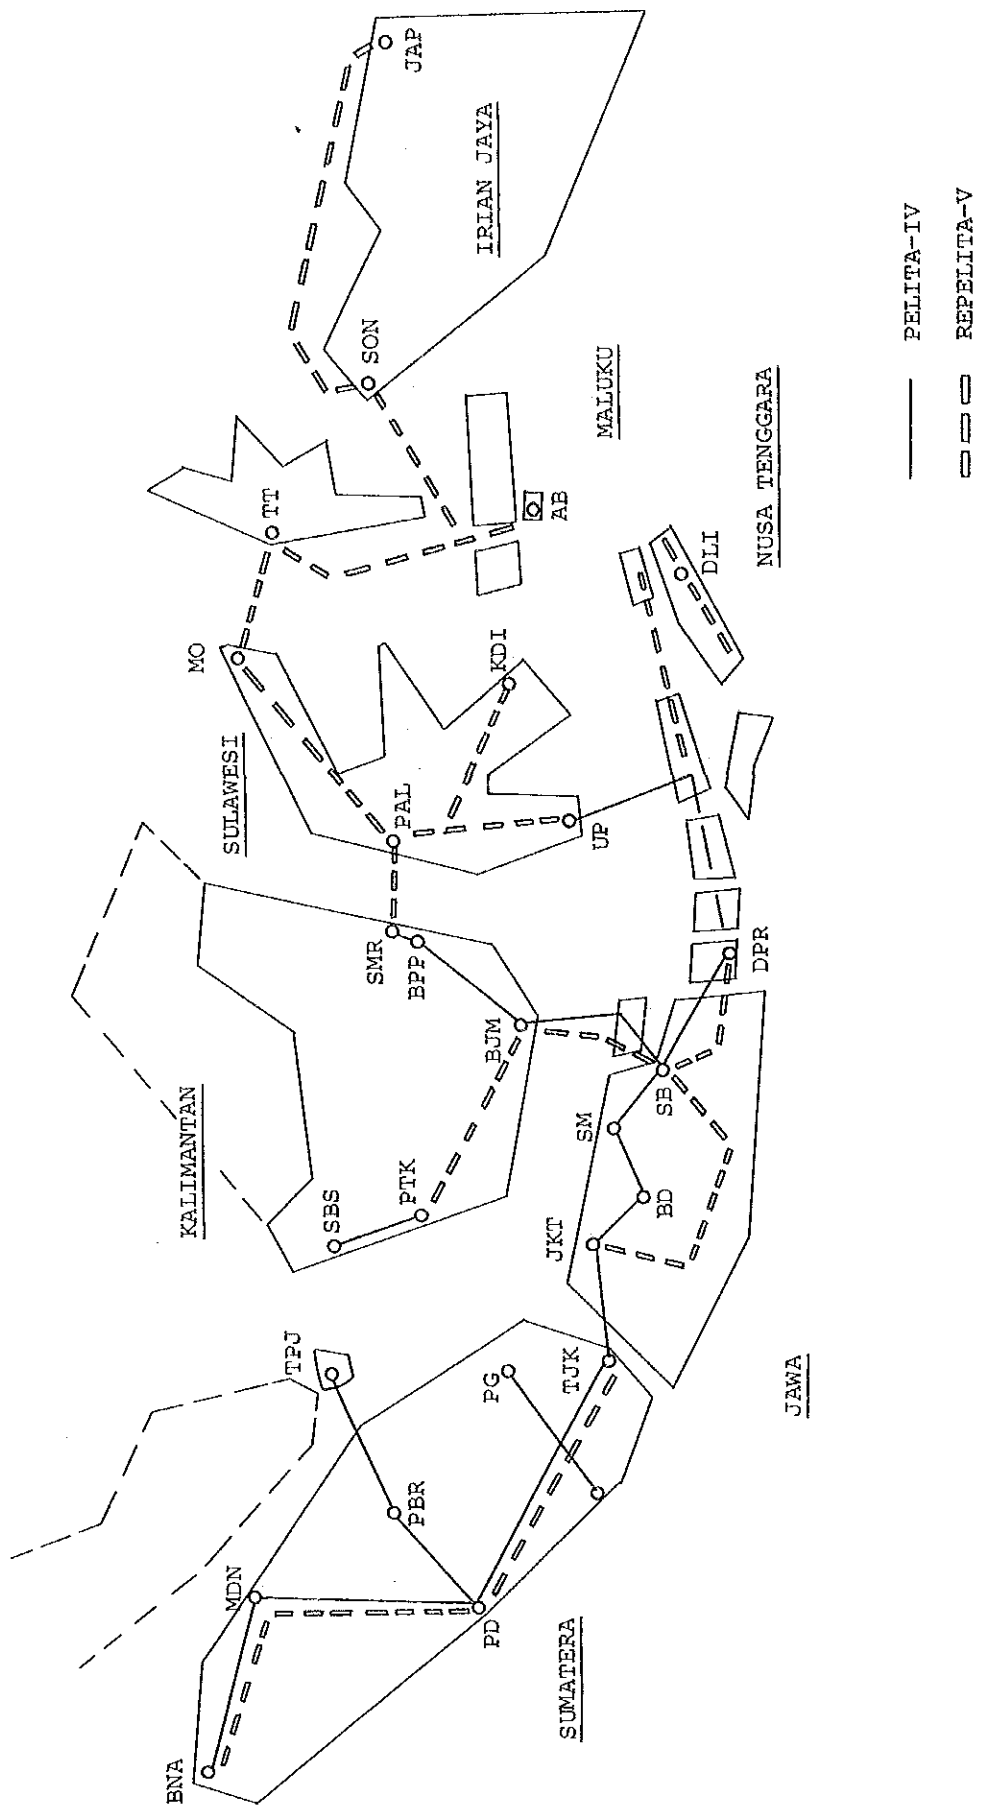 BNA
MDN
TPJ
PBR
PD
PG
TJK
SUMATERA
KALIMANTAN
SBS
PTK
SMR
BPP
BJM
JKT
BD
SM
SB
JAWA
DPR
SULAWESI
MO
PAL
KDI
UP
TT
AB
MALUKU
NUSA TENGGARA
DLI
SON
JAP
IRIAN JAYA
PELITA-IV
REPELITA-V